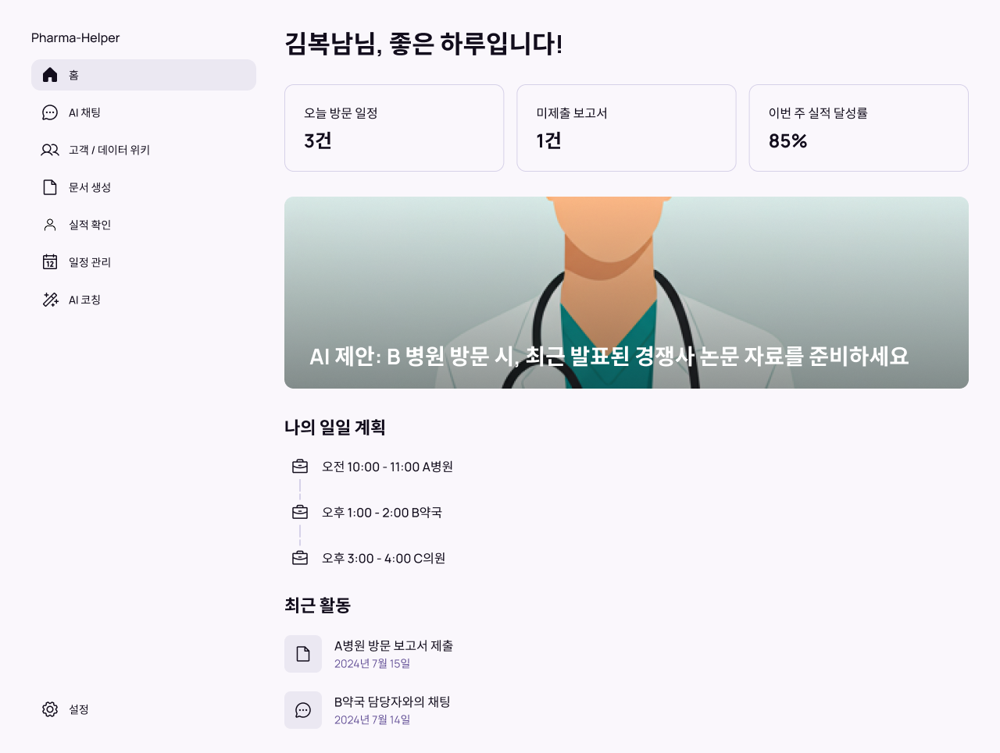 Pharma-Helper
홈
AI 채팅
고객 / 데이터 위키
문서 생성
실적 확인
12
일정 관리
AI 코칭
설정
김복남님, 좋은 하루입니다!
오늘 방문 일정
3건
미제출 보고서
1건
이번 주 실적 달성률
85%
AI 제안: B 병원 방문 시, 최근 발표된 경쟁사 논문 자료를 준비하세요
나의 일일 계획
오전 10:00 - 11:00 A병원
오후 1:00 - 2:00 B약국
오후 3:00 - 4:00 C의원
최근 활동
A병원 방문 보고서 제출
2024년 7월 15일
B약국 담당자와의 채팅
2024년 7월 14일